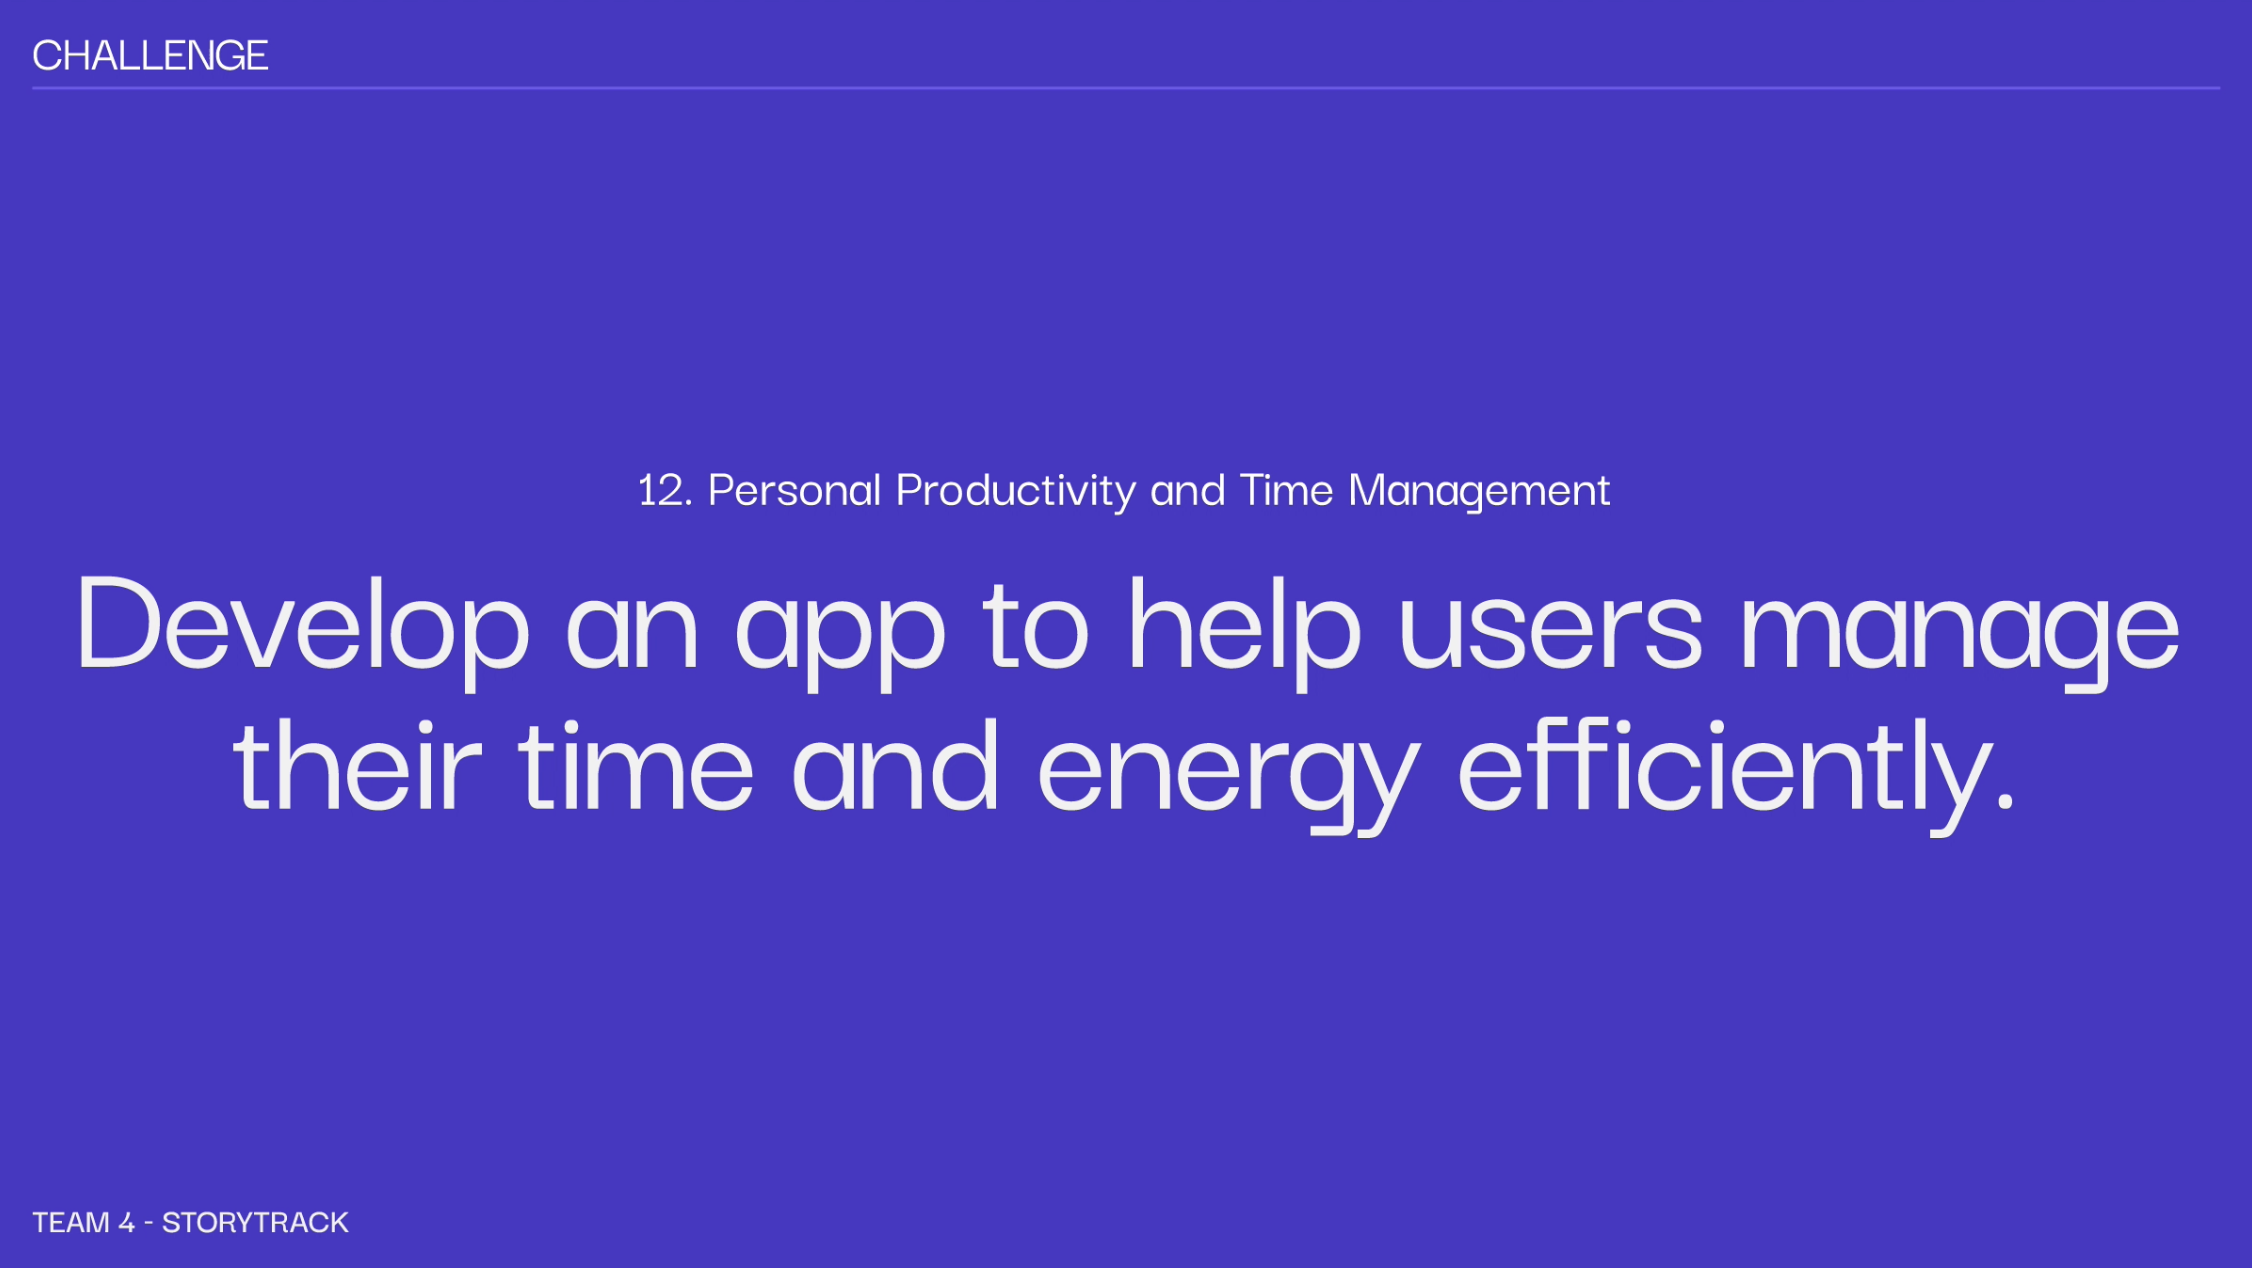 CHALLENGE
12. Personal Productivity and Time Management
Develop an app to help users manage
their time and energy efficiently.
TEAM 4 - STORYTRACK